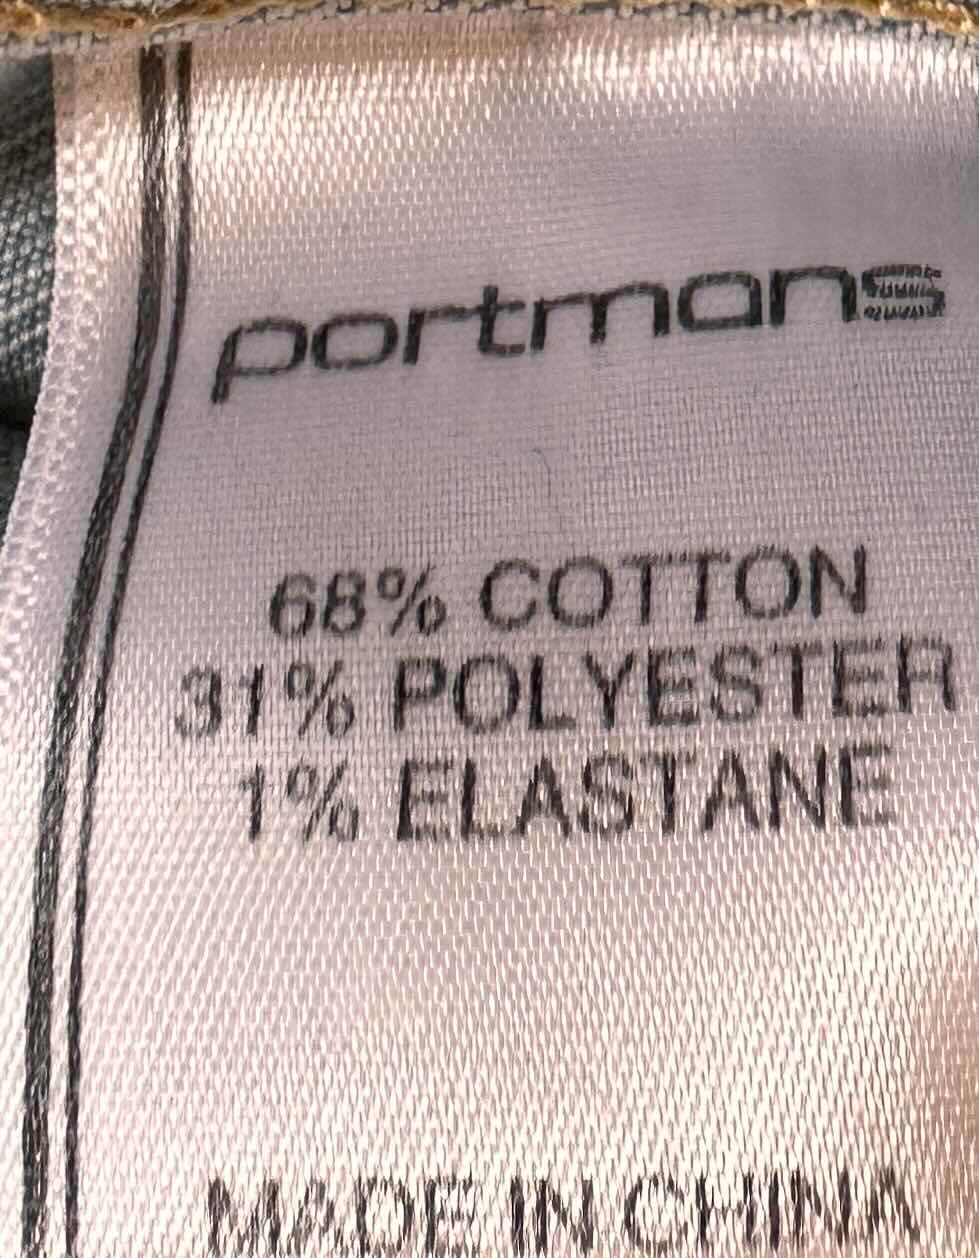 portmans
68% COTTON
31% POLYESTER
1% ELASTANE
MADE IN CHINA